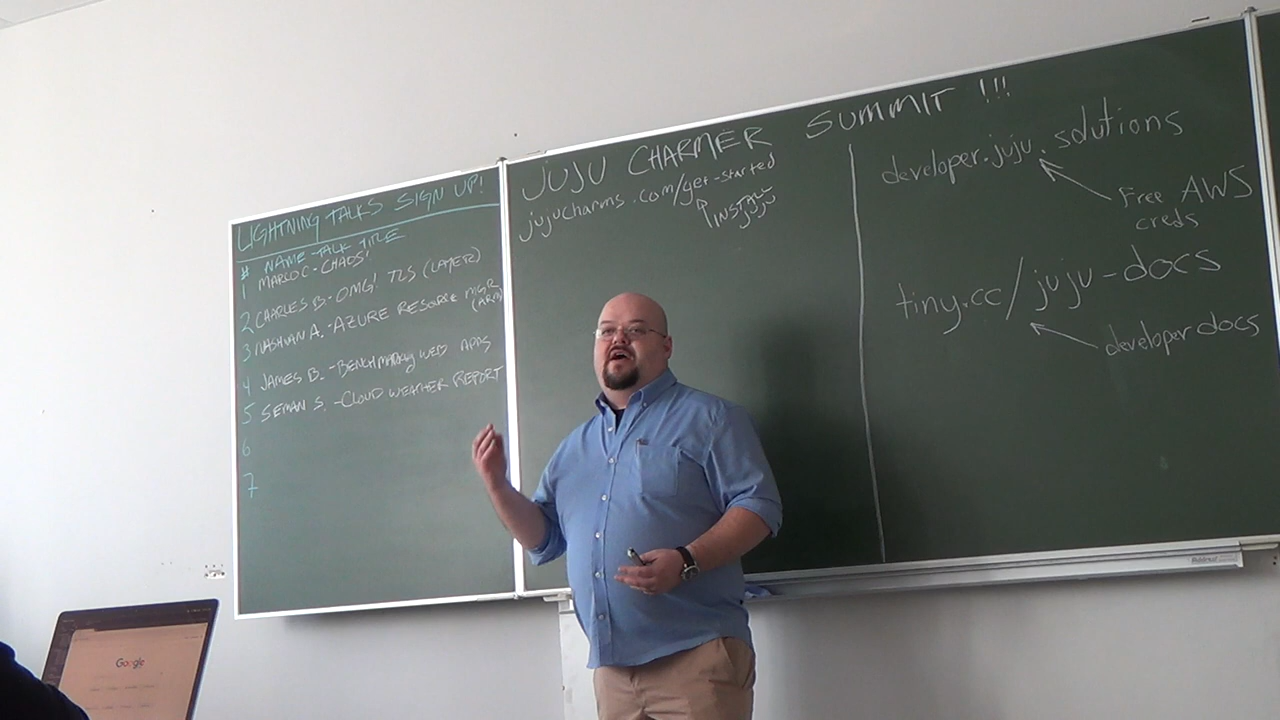 LIGHTNING TALKS SIGN UP!
# NAME - TALK TITLE
1 MARCO C - CHAOS!
2 CHARLES B - OMG! TLS (LAYER)
3 NASHWAN A. - AZURE RESOURCE MGR
(ARM)
4 JAMES B. - BENCHMARKING WEB APPS
5 SEMAN S. - CLOUD WEATHER REPORT
6
7
JUJU CHARMER SUMMIT !!!
jujucharms.com/get-started
INSTALL
JUJU
developer.juju.solutions
Free AWS
creds
tiny.cc/juju-docs
developer docs
Google